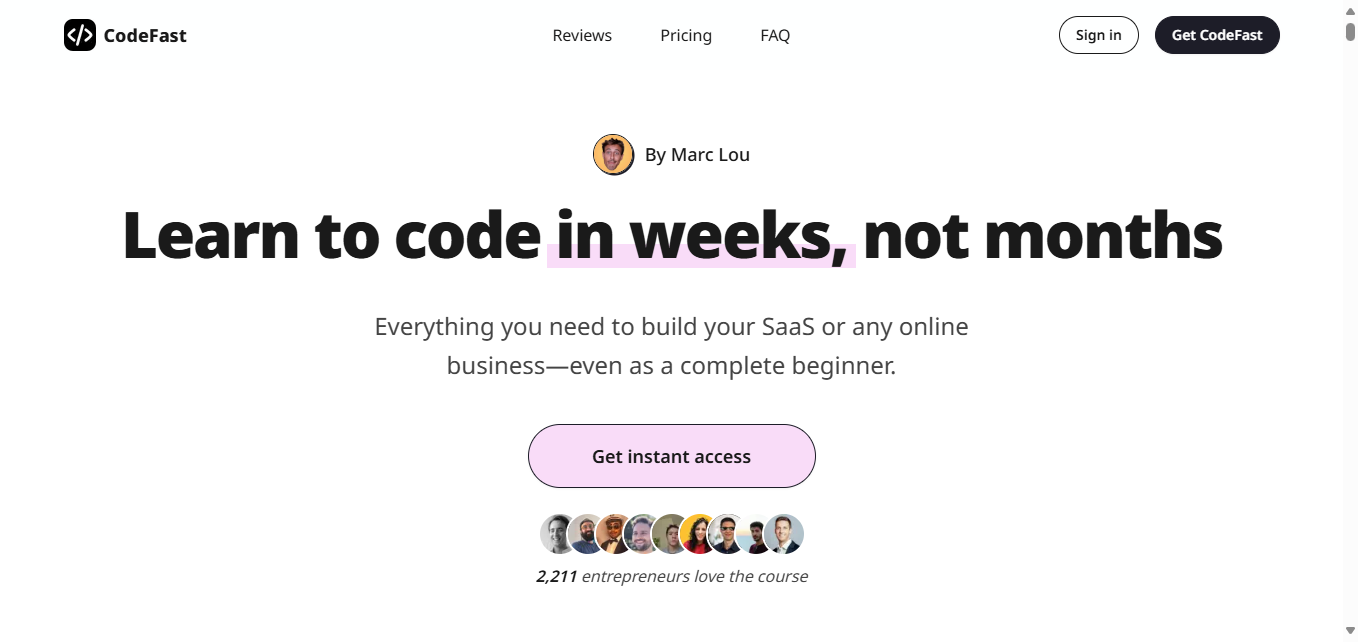 CodeFast
Reviews
Pricing
FAQ
Sign in
Get CodeFast
By Marc Lou
Learn to code in weeks, not months
Everything you need to build your SaaS or any online
business—even as a complete beginner.
Get instant access
2,211 entrepreneurs love the course